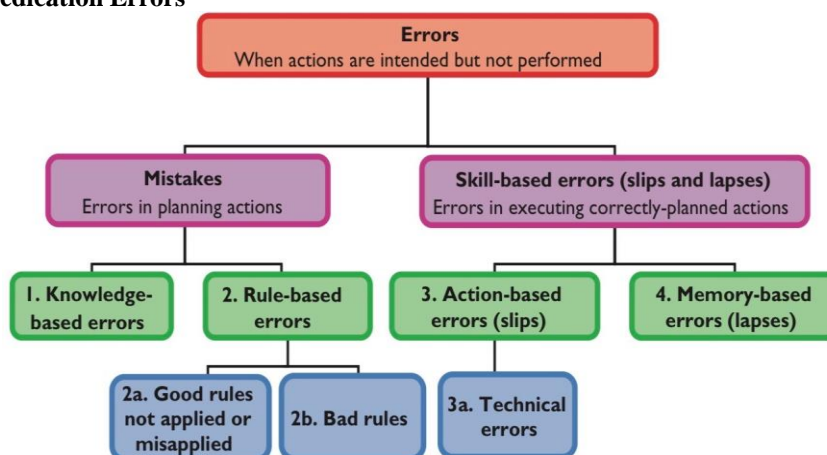 edication Errors
Errors
When actions are intended but not performed
Mistakes
Errors in planning actions
Skill-based errors (slips and lapses)
Errors in executing correctly-planned actions
1. Knowledge-
based errors
2. Rule-based
errors
3. Action-based
errors (slips)
4. Memory-based
errors (lapses)
2a. Good rules
not applied or
misapplied
2b. Bad rules
3a. Technical
errors